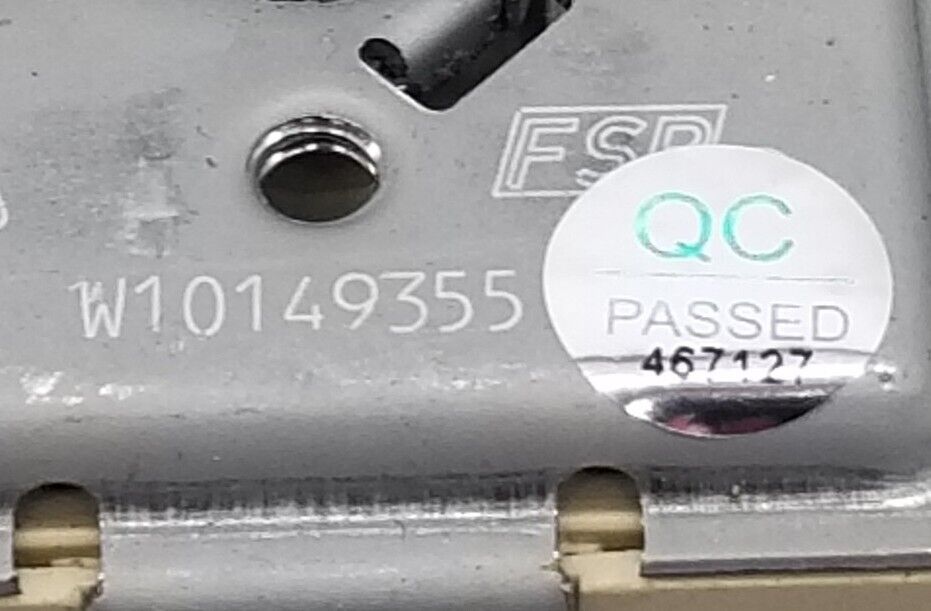 FSP
QC
PASSED
W10149355
467127